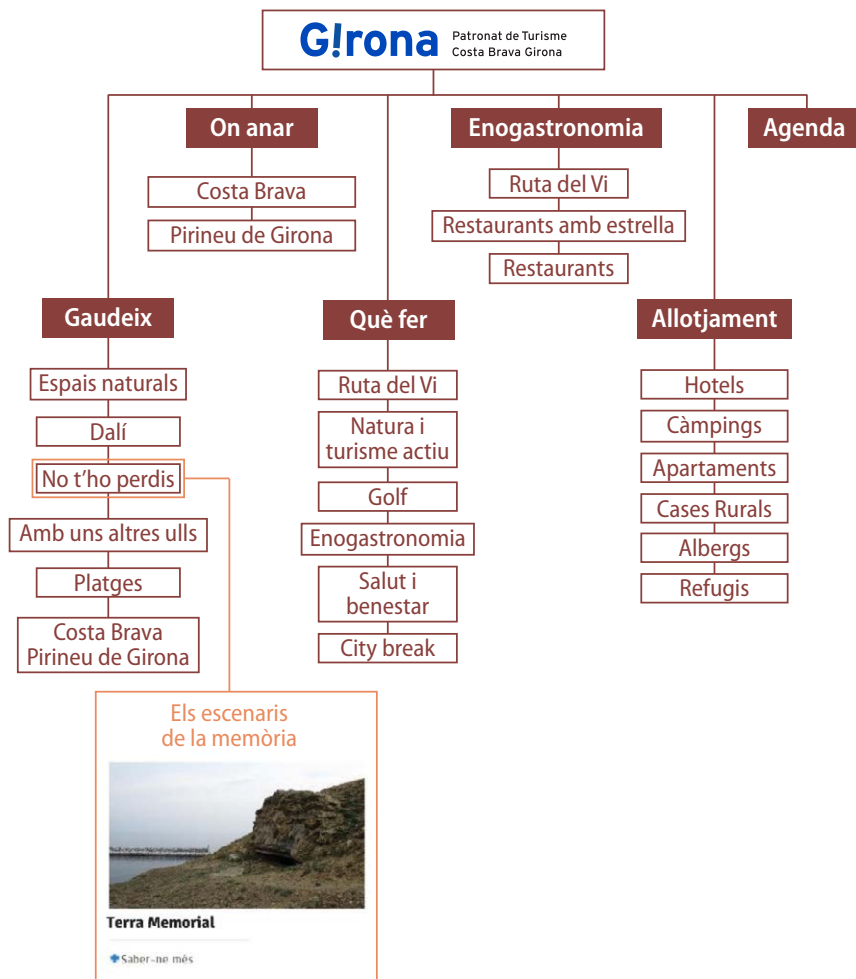 G!rona
Patronat de Turisme
Costa Brava Girona
On anar
Costa Brava
Pirineu de Girona
Enogastronomia
Ruta del Vi
Restaurants amb estrella
Restaurants
Agenda
Gaudeix
Espais naturals
Dalí
No t'ho perdis
Amb uns altres ulls
Platges
Costa Brava
Pirineu de Girona
Què fer
Ruta del Vi
Natura i
turisme actiu
Golf
Enogastronomia
Salut i
benestar
City break
Allotjament
Hotels
Càmpings
Apartaments
Cases Rurals
Albergs
Refugis
Els escenaris
de la memòria
Terra Memorial
Saber-ne més